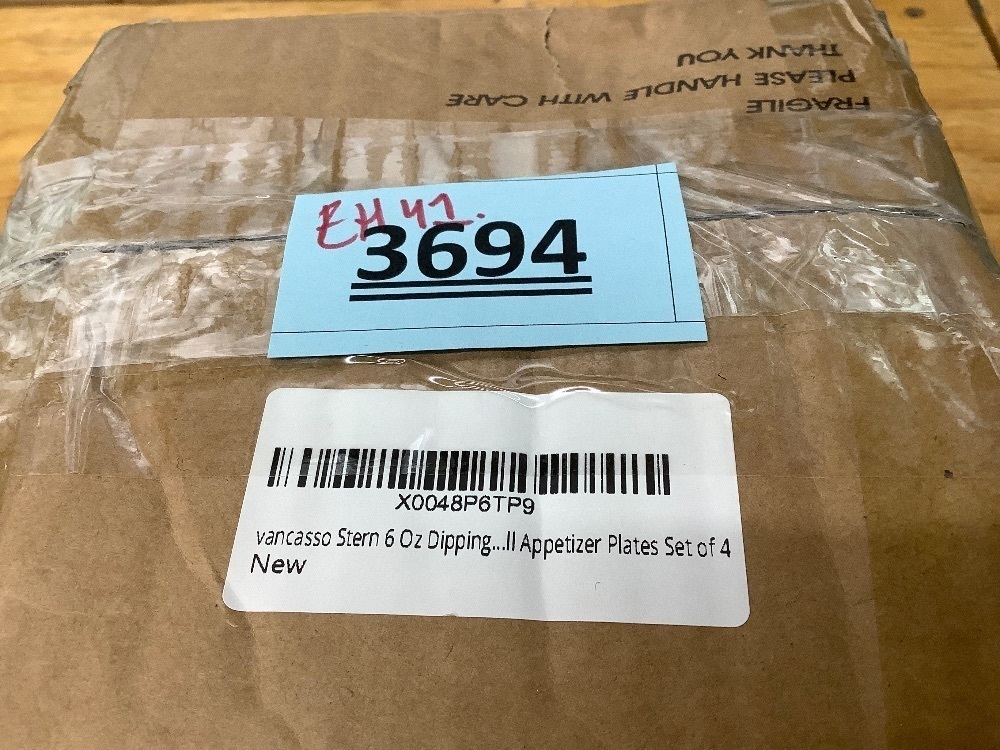 FRAGILE
PLEASE HANDLE WITH CARE
THANK YOU
EH41.
3694
X0048P6TP9
vancasso Stern 6 Oz Dipping...ll Appetizer Plates Set of 4
New